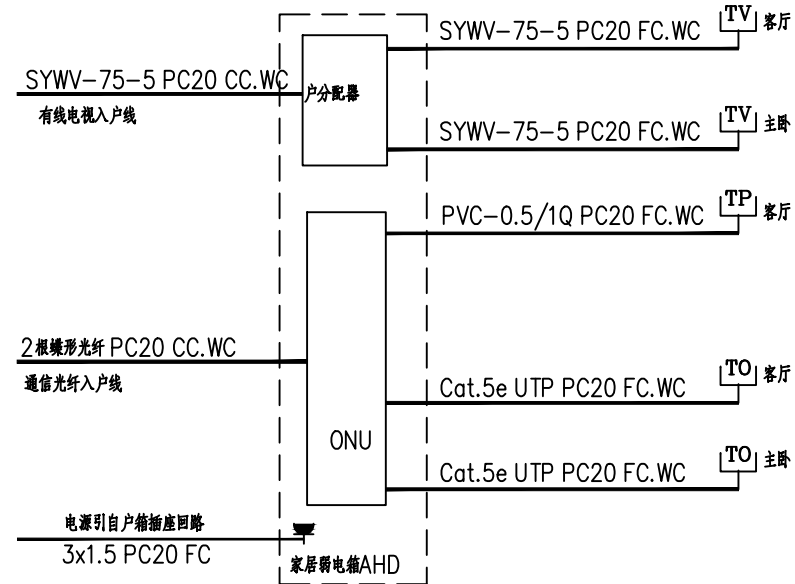 SYWV-75-5 PC20 FC.WC
TV 客厅
SYWV-75-5 PC20 CC.WC
户分配器
有线电视入户线
SYWV-75-5 PC20 FC.WC
TV 主卧
PVC-0.5/1Q PC20 FC.WC
TP 客厅
2根蝶形光纤 PC20 CC.WC
通信光纤入户线
Cat.5e UTP PC20 FC.WC
TO 客厅
ONU
Cat.5e UTP PC20 FC.WC
TO 主卧
电源引自户箱插座回路
3x1.5 PC20 FC
家居弱电箱AHD